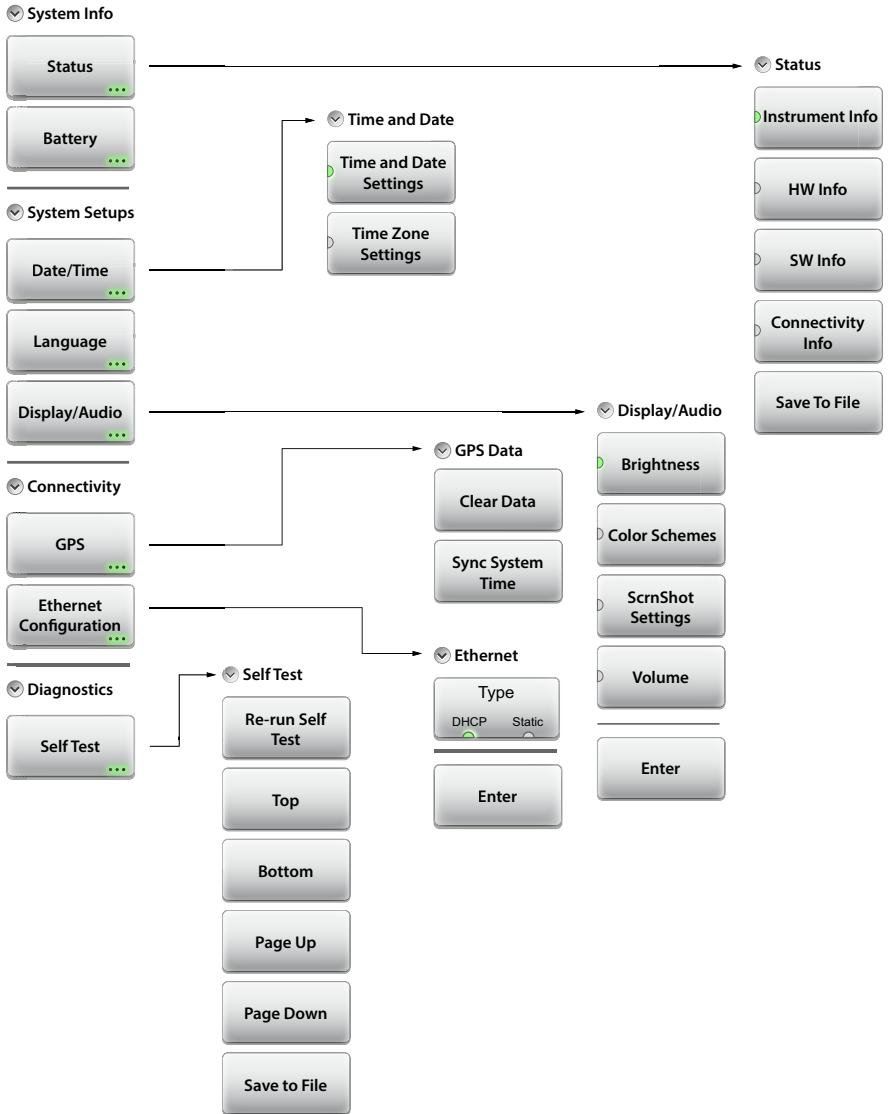 System Info
Status
Battery
System Setups
Date/Time
Language
Display/Audio
Connectivity
GPS
Ethernet
Configuration
Diagnostics
Self Test
Time and Date
Time and Date
Settings
Time Zone
Settings
Self Test
Re-run Self
Test
Top
Bottom
Page Up
Page Down
Save to File
GPS Data
Clear Data
Sync System
Time
Ethernet
Type
DHCP Static
Enter
Display/Audio
Brightness
Color Schemes
ScrnShot
Settings
Volume
Enter
Status
Instrument Info
HW Info
SW Info
Connectivity
Info
Save To File